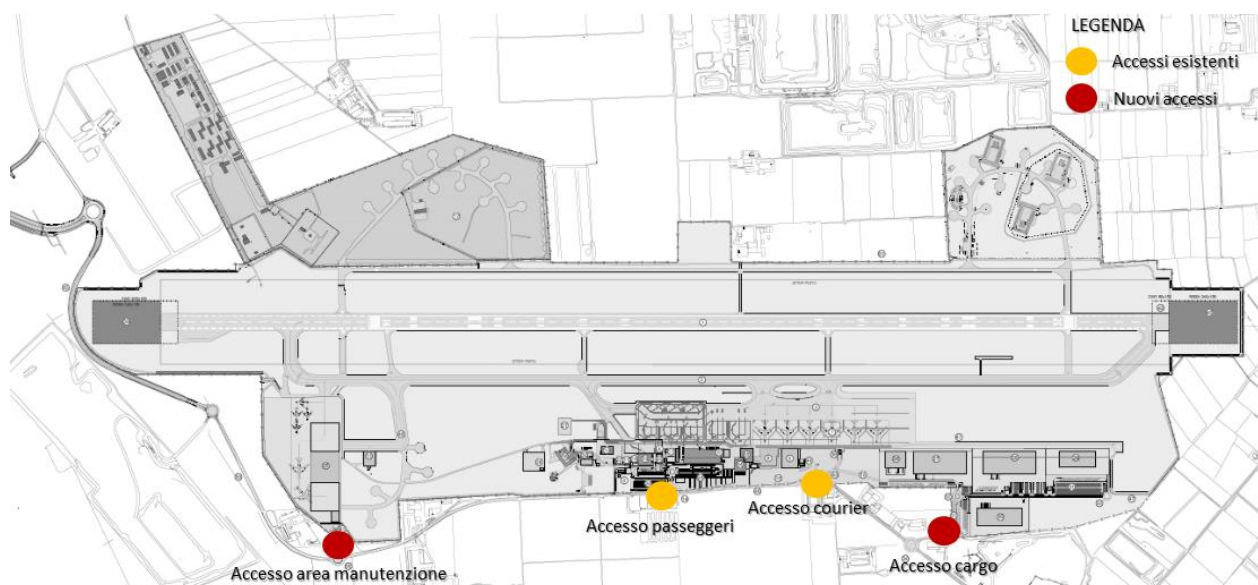 LEGENDA
Accessi esistenti
Nuovi accessi
Accesso passeggeri
Accesso courier
Accesso area manutenzione
Accesso cargo